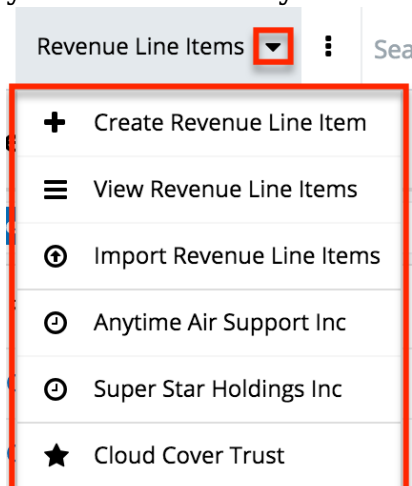 Revenue Line Items
Sea
Create Revenue Line Item
View Revenue Line Items
Import Revenue Line Items
Anytime Air Support Inc
Super Star Holdings Inc
Cloud Cover Trust